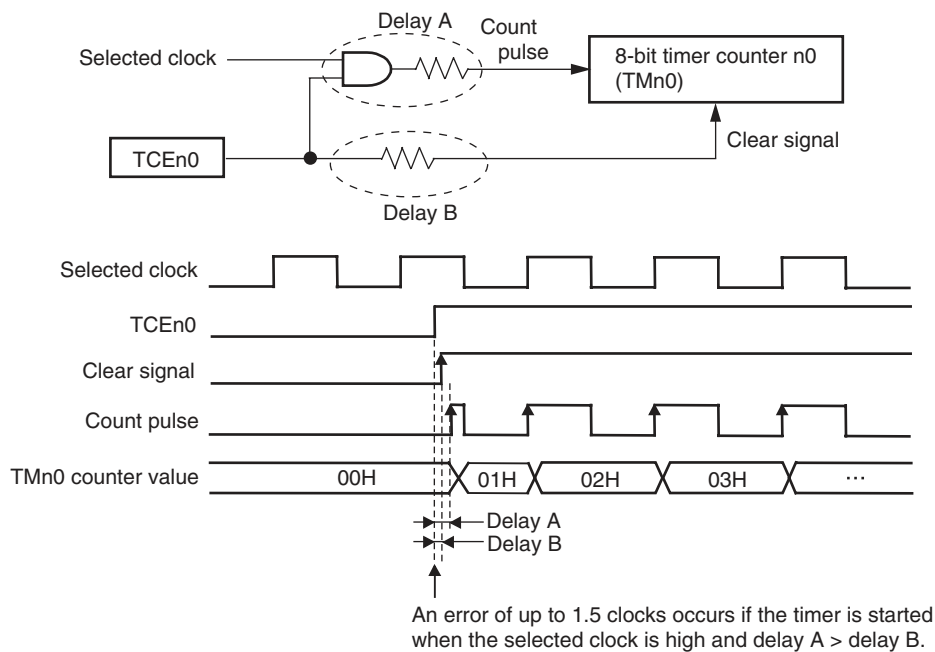 Delay A
Selected clock
Count
pulse
8-bit timer counter n0
(TMn0)
Clear signal
TCEn0
Delay B
Selected clock
TCEn0
Clear signal
Count pulse
TMn0 counter value
00H
01H
02H
03H
...
Delay A
Delay B
An error of up to 1.5 clocks occurs if the timer is started
when the selected clock is high and delay A > delay B.